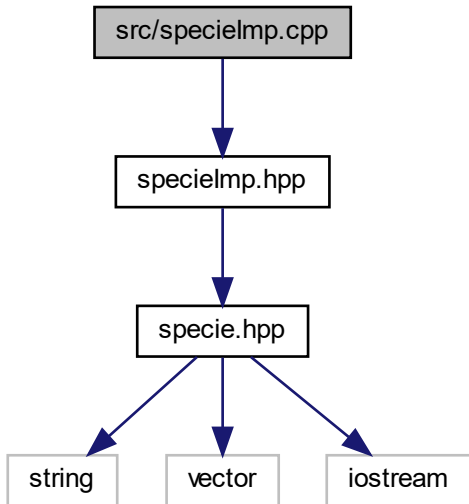 src/specieImp.cpp
specieImp.hpp
specie.hpp
string
vector
iostream